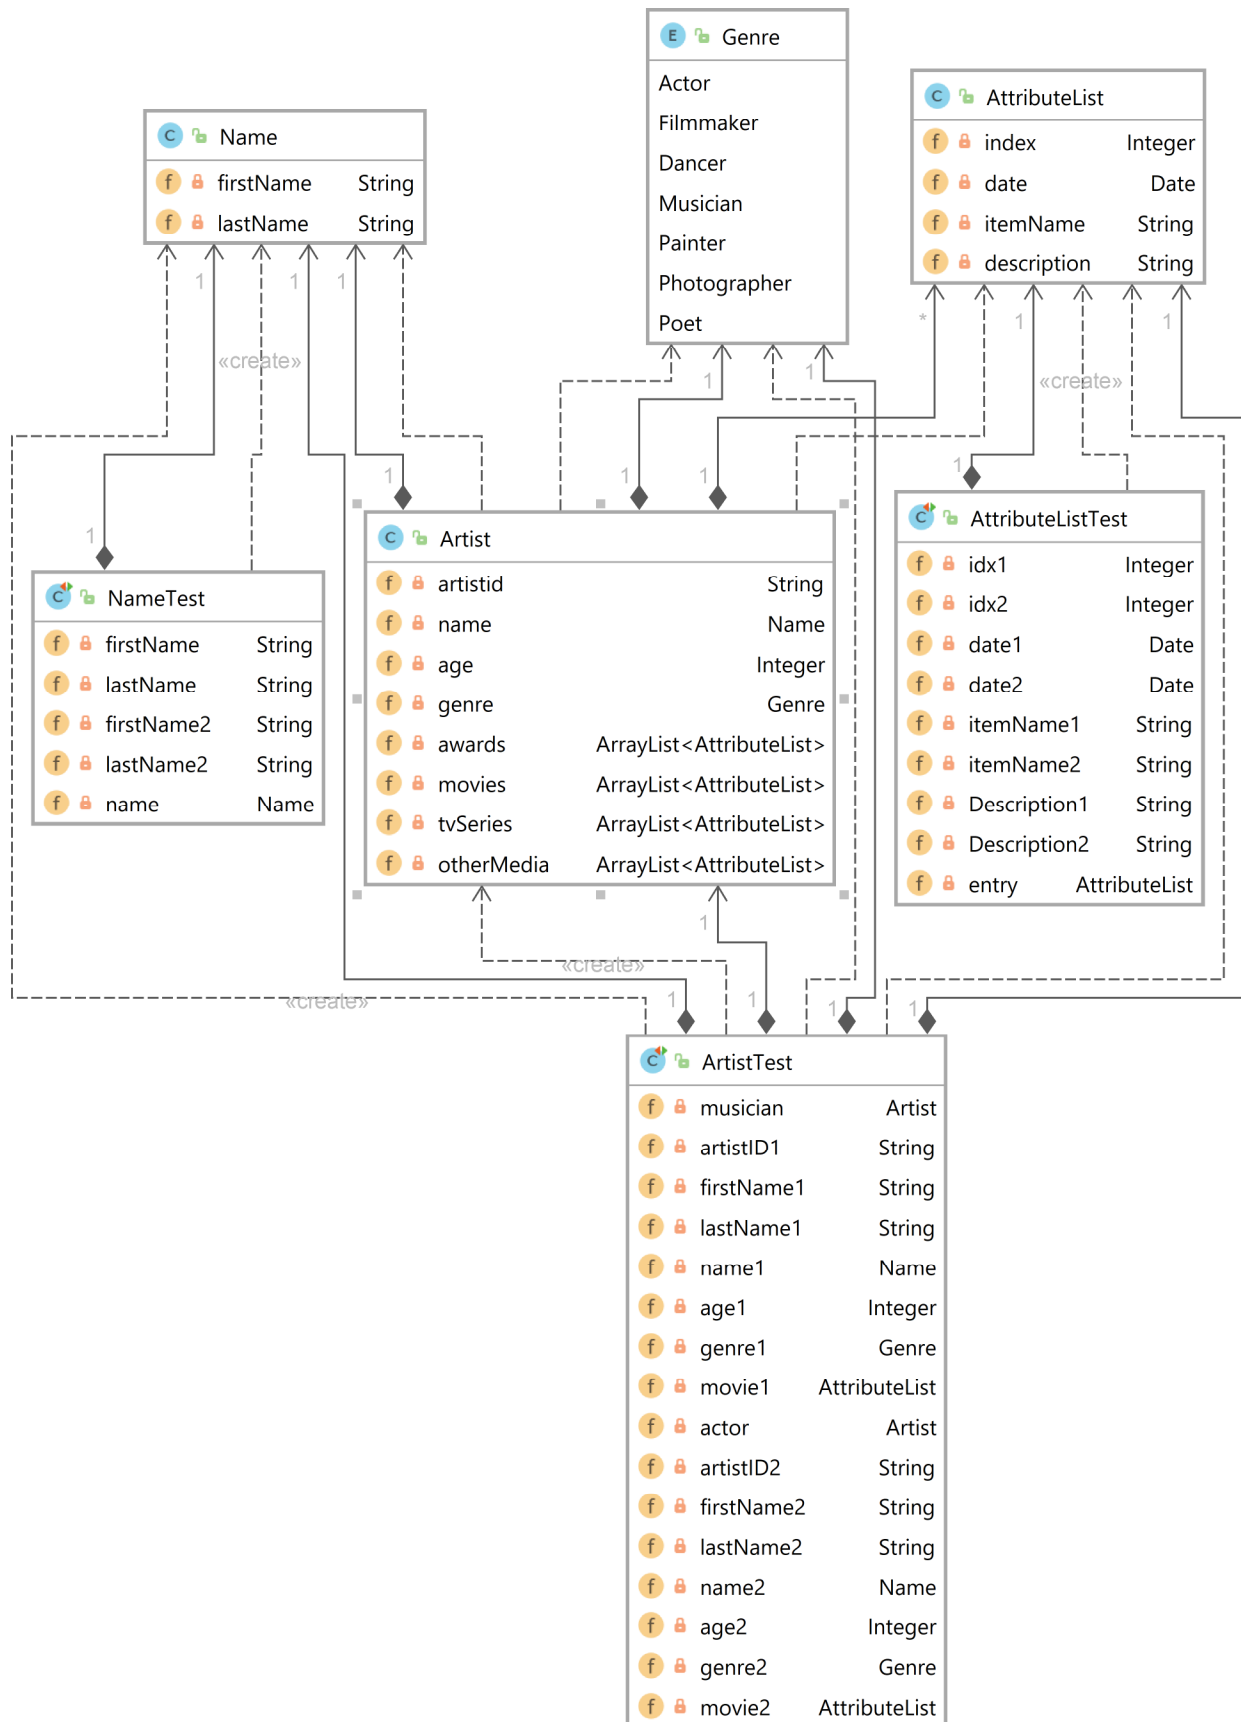 E Genre
Actor
Filmmaker
Dancer
Musician
Painter
Photographer
Poet
C AttributeList
f index Integer
f date Date
f itemName String
f description String
C Name
f firstName String
f lastName String
1
1
1
«create»
1
1
*
1
1
«create»
1
1
1
1
1
C Artist
f artistid String
f name Name
f age Integer
f genre Genre
f awards ArrayList<AttributeList>
f movies ArrayList<AttributeList>
f tvSeries ArrayList<AttributeList>
f otherMedia ArrayList<AttributeList>
C AttributeListTest
f idx1 Integer
f idx2 Integer
f date1 Date
f date2 Date
f itemName1 String
f itemName2 String
f Description1 String
f Description2 String
f entry AttributeList
C NameTest
f firstName String
f lastName String
f firstName2 String
f lastName2 String
f name Name
1
«create»
«create»
1
1
1
1
C ArtistTest
f musician Artist
f artistID1 String
f firstName1 String
f lastName1 String
f name1 Name
f age1 Integer
f genre1 Genre
f movie1 AttributeList
f actor Artist
f artistID2 String
f firstName2 String
f lastName2 String
f name2 Name
f age2 Integer
f genre2 Genre
f movie2 AttributeList